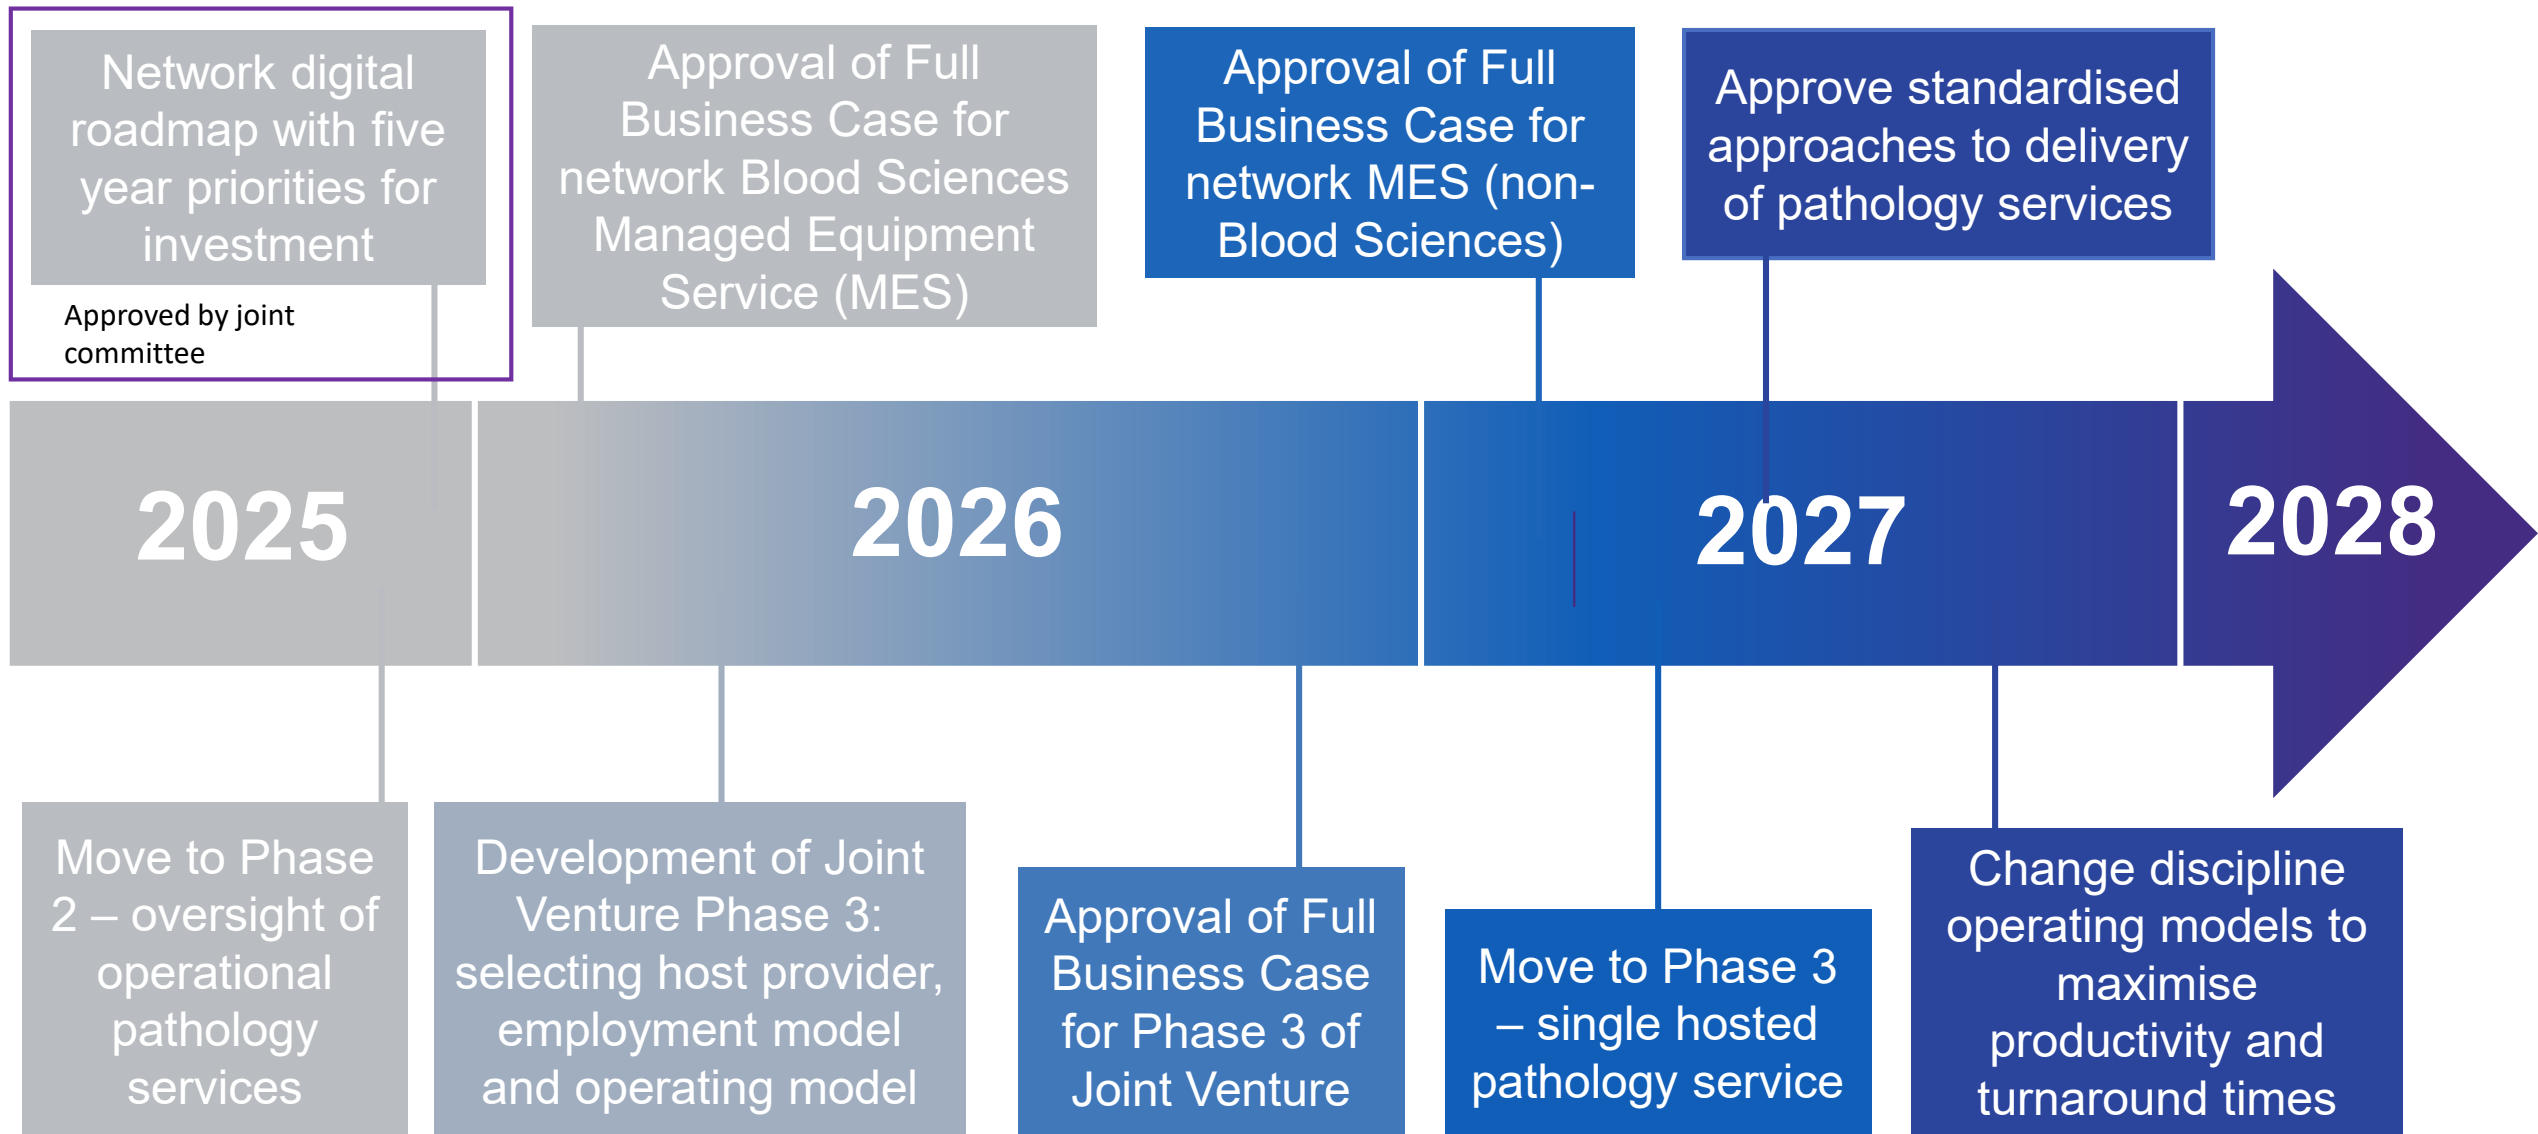 Network digital
roadmap with five
year priorities for
investment
Approved by joint
committee
Approval of Full
Business Case for
network Blood Sciences
Managed Equipment
Service (MES)
Approval of Full
Business Case for
network MES (non-
Blood Sciences)
Approve standardised
approaches to delivery
of pathology services
2025
2026
2027
2028
Move to Phase
2 – oversight of
operational
pathology
services
Development of Joint
Venture Phase 3:
selecting host provider,
employment model
and operating model
Approval of Full
Business Case
for Phase 3 of
Joint Venture
Move to Phase 3
– single hosted
pathology service
Change discipline
operating models to
maximise
productivity and
turnaround times